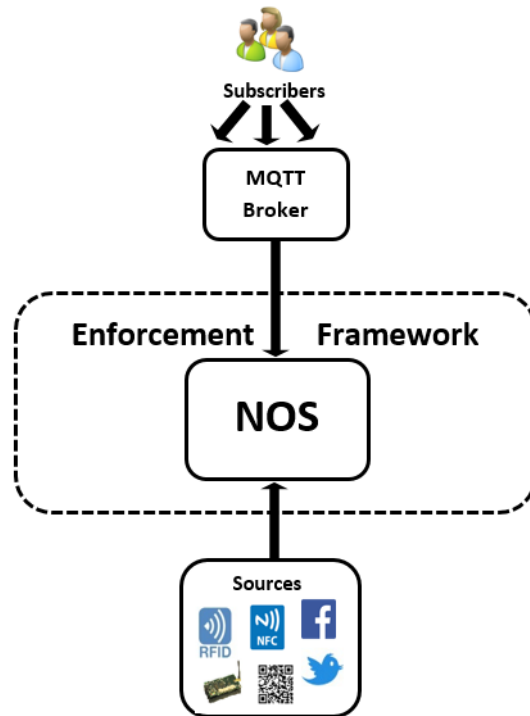 Subscribers
MQTT
Broker
Enforcement Framework
NOS
Sources
RFID
NFC